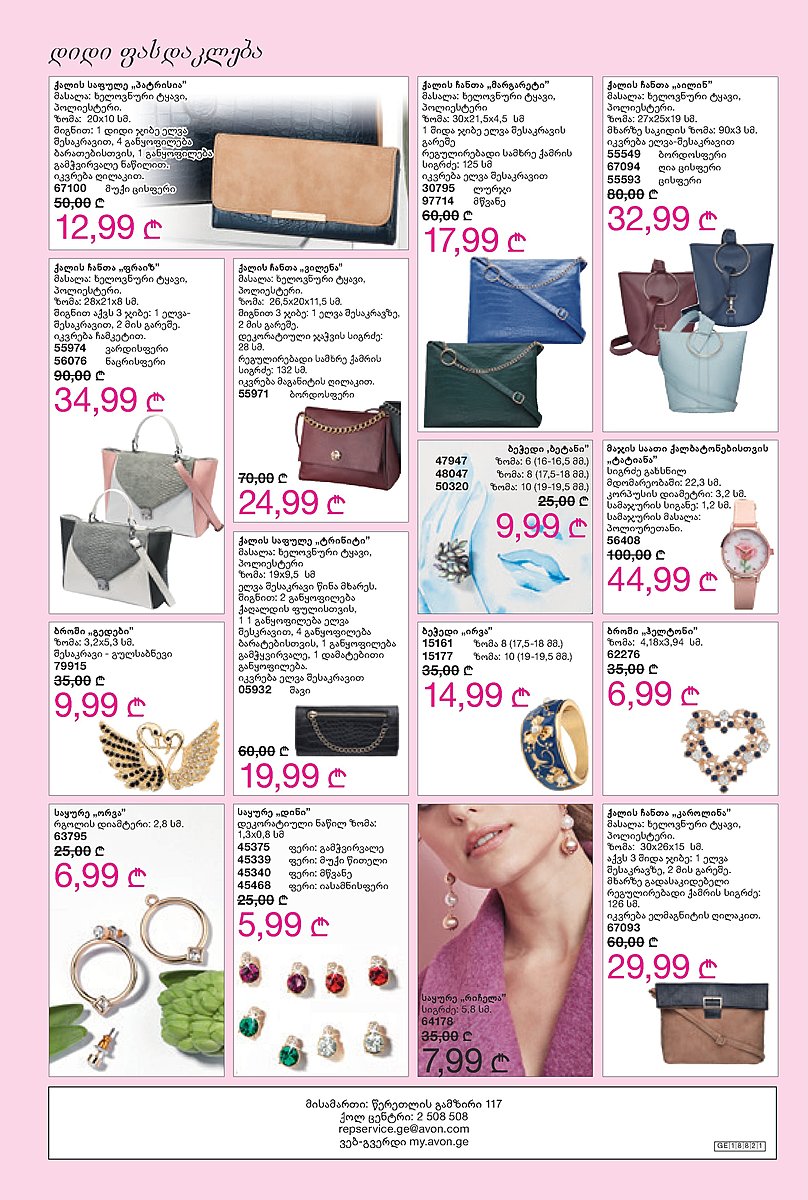 დიდი ფასდაკლება
ქალის საფულე „პატრისია"
მასალა: ხელოვნური ტყავი,
პოლიესტერი.
ზომა: 20x10 სმ.
შიგნით: 1 დიდი ჯიბე ელვა
შესაკრავით, 4 განყოფილება
ბარათებისთვის, 1 განყოფილება
გამჭვირვალე ნაწილით.
იკვრება ღილაკით.
67100 მუქი ცისფერი
50,00 ₾
12,99 ₾
ქალის ჩანთა „მარგარეტი"
მასალა: ხელოვნური ტყავი,
პოლიესტერი
ზომა: 30x21,5x4,5 სმ
1 შიდა ჯიბე ელვა შესაკრავის
გარეშე
რეგულირებადი სამხრე ქამრის
სიგრძე: 125 სმ
იკვრება ელვა შესაკრავით
30795 ლურჯი
97714 მწვანე
60,00 ₾
17,99 ₾
ქალის ჩანთა „აილინ"
მასალა: ხელოვნური ტყავი,
პოლიესტერი.
ზომა: 27x25x19 სმ.
მხარზე საკიდის ზომა: 90x3 სმ.
იკვრება ელვა-შესაკრავით
55549 ბორდოსფერი
67094 ღია ცისფერი
55593 ცისფერი
80,00 ₾
32,99 ₾
ქალის ჩანთა „ფრაიზ"
მასალა: ხელოვნური ტყავი,
პოლიესტერი.
ზომა: 28x21x8 სმ.
შიგნით აქვს 3 ჯიბე: 1 ელვა-
შესაკრავით, 2 მის გარეშე.
იკვრება ჩამკეტით.
55974 ვარდისფერი
56076 ნაცრისფერი
90,00 ₾
34,99 ₾
ქალის ჩანთა „ვილენა"
მასალა: ხელოვნური ტყავი,
პოლიესტერი.
ზომა: 26,5x20x11,5 სმ.
შიგნით 3 ჯიბე: 1 ელვა შესაკრავზე,
2 მის გარეშე.
დეკორატიული ჯაჭვის სიგრძე:
28 სმ.
რეგულირებადი სამხრე ქამრის
სიგრძე: 132 სმ.
იკვრება მაგანიტის ღილაკით.
55971 ბორდოსფერი
70,00 ₾
24,99 ₾
ბეჭედი „ბეტანი"
47947 ზომა: 6 (16-16,5 მმ.)
48047 ზომა: 8 (17,5-18 მმ.)
50320 ზომა: 10 (19-19,5 მმ.)
25,00 ₾
9,99 ₾
მაჯის საათი ქალბატონებისთვის
„ტატიანა"
სიგრძე გახსნილ
მდომარეობაში: 22,3 სმ.
კორპუსის დიამეტრი: 3,2 სმ.
სამაჯურის სიგანე: 1,2 სმ.
სამაჯურის მასალა:
პოლიურეთანი.
56408
100,00 ₾
44,99 ₾
ქალის საფულე „ტრინიტი"
მასალა: ხელოვნური ტყავი,
პოლიესტერი
ზომა: 19x9,5 სმ
ელვა შესაკრავი წინა მხარეს.
შიგნით: 2 განყოფილება
ქაღალდის ფულისთვის,
1 1 განყოფილება ელვა
შესკრავით, 4 განყოფილება
ბარატებისთვის, 1 განყოფილება
გამჭყვირვალე, 1 დამატებითი
განყოფილება.
იკვრება ელვა შესაკრავით
05932 შავი
60,00 ₾
19,99 ₾
ბროში „გედები"
ზომა: 3,2x5,3 სმ.
შესაკრავი - გულსაბნევი
79915
35,00 ₾
9,99 ₾
ბეჭედი „ირვა"
15161 ზომა 8 (17,5-18 მმ.)
15177 ზომა: 10 (19-19,5 მმ.)
35,00 ₾
14,99 ₾
ბროში „ჰელტონი"
ზომა: 4,18x3,94 სმ.
62276
35,00 ₾
6,99 ₾
საყურე „ორვა"
რგოლის დიამტერი: 2,8 სმ.
63795
25,00 ₾
6,99 ₾
საყურე „დინი"
დეკორატიული ნაწილ ზომა:
1,3x0,8 სმ
45375 ფერი: გამჭვირვალე
45339 ფერი: მუქი წითელი
45340 ფერი: მწვანე
45468 ფერი: იასამნისფერი
25,00 ₾
5,99 ₾
საყურე „რიჩელა"
სიგრძე: 5,8 სმ.
64178
35,00 ₾
7,99 ₾
ქალის ჩანთა „კაროლინა"
მასალა: ხელოვნური ტყავი,
პოლიესტერი.
ზომა: 30x26x15 სმ.
აქვს 3 შიდა ჯიბე: 1 ელვა
შესაკრავზე, 2 მის გარეშე.
მხარზე გადასაკიდებელი
რეგულირებადი ქამრის სიგრძე:
126 სმ.
იკვრება ელმაგნიტის ღილაკით.
67093
60,00 ₾
29,99 ₾
მისამართი: წერეთლის გამზირი 117
ქოლ ცენტრი: 2 508 508
repservice.ge@avon.com
ვებ-გვერდი my.avon.ge
GE 1 8 8 2 1